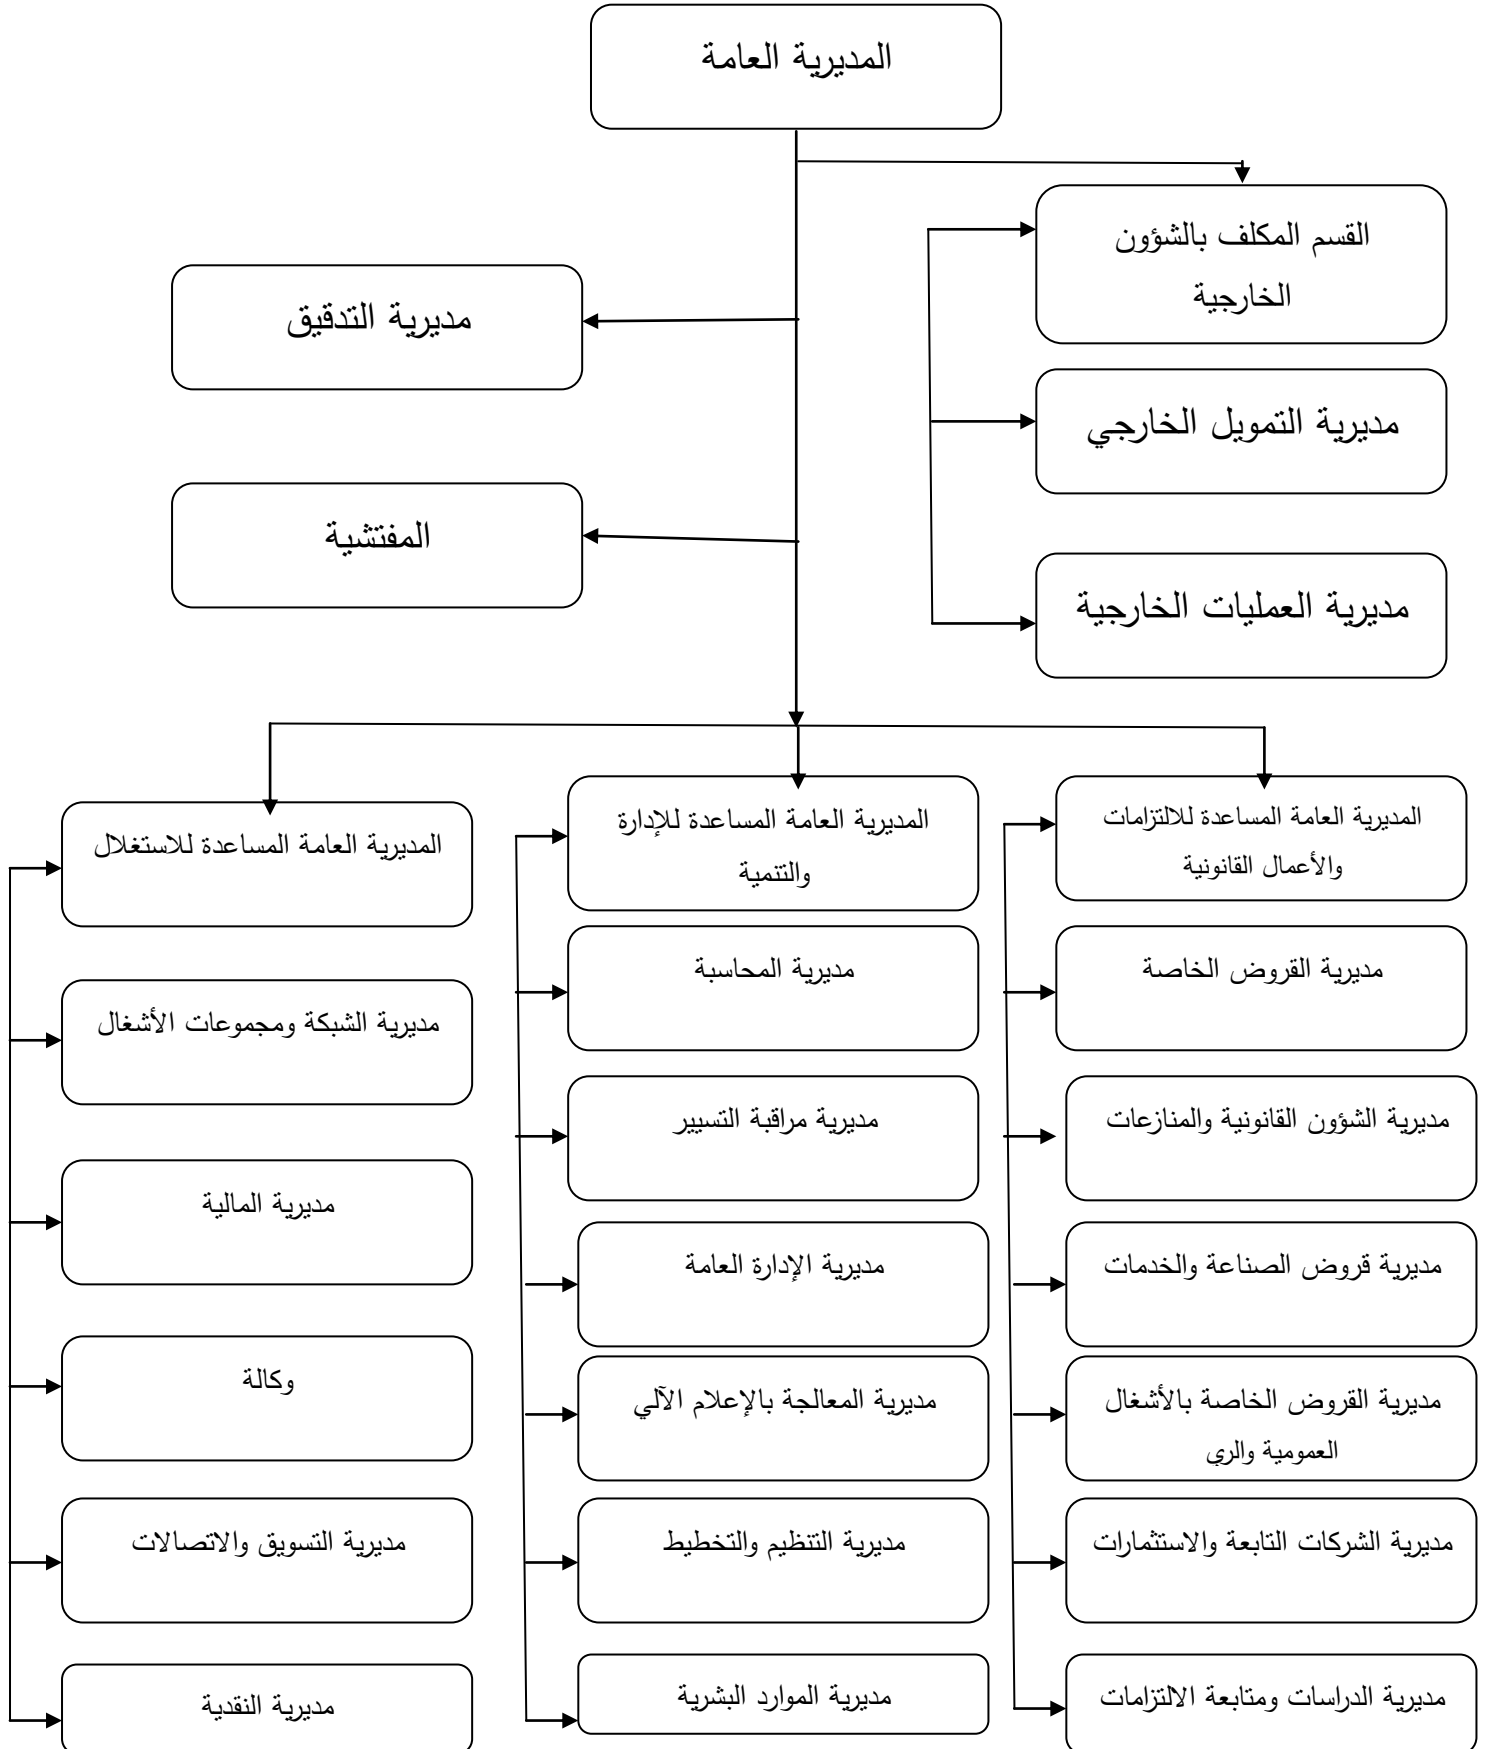 المديرية العامة
القسم المكلف بالشؤون
الخارجية
مديرية التدقيق
مديرية التمويل الخارجي
المفتشية
مديرية العمليات الخارجية
المديرية العامة المساعدة للالتزامات
والأعمال القانونية
مديرية القروض الخاصة
مديرية الشؤون القانونية والمنازعات
مديرية قروض الصناعة والخدمات
مديرية القروض الخاصة بالأشغال
العمومية والري
مديرية الشركات التابعة والاستثمارات
مديرية الدراسات ومتابعة الالتزامات
المديرية العامة المساعدة للإدارة
والتنمية
مديرية المحاسبة
مديرية مراقبة التسيير
مديرية الإدارة العامة
مديرية المعالجة بالإعلام الآلي
مديرية التنظيم والتخطيط
مديرية الموارد البشرية
المديرية العامة المساعدة للاستغلال
مديرية الشبكة ومجموعات الأشغال
مديرية المالية
وكالة
مديرية التسويق والاتصالات
مديرية النقدية